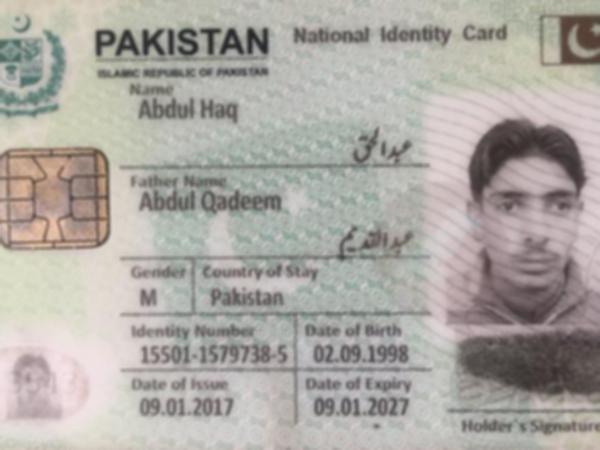 PAKISTAN National Identity Card
ISLAMIC REPUBLIC OF PAKISTAN
Name
Abdul Haq
عبدالحق
Father Name
Abdul Qadeem
عبدالقدیم
Gender Country of Stay
M Pakistan
Identity Number Date of Birth
15501-1579738-5 02.09.1998
Date of Issue Date of Expiry
09.01.2017 09.01.2027
Holder's Signature